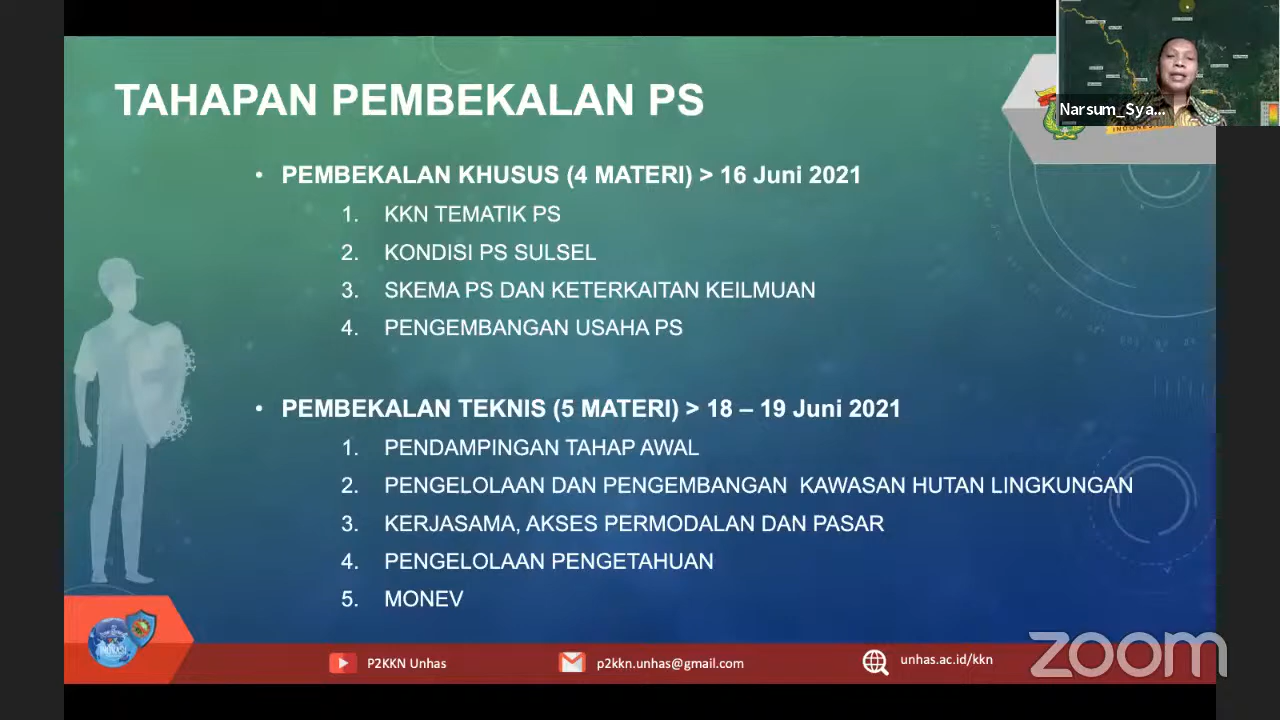 TAHAPAN PEMBEKALAN PS
Narsum_Sya...
• PEMBEKALAN KHUSUS (4 MATERI) > 16 Juni 2021
1. KKN TEMATIK PS
2. KONDISI PS SULSEL
3. SKEMA PS DAN KETERKAITAN KEILMUAN
4. PENGEMBANGAN USAHA PS
• PEMBEKALAN TEKNIS (5 MATERI) > 18 – 19 Juni 2021
1. PENDAMPINGAN TAHAP AWAL
2. PENGELOLAAN DAN PENGEMBANGAN KAWASAN HUTAN LINGKUNGAN
3. KERJASAMA, AKSES PERMODALAN DAN PASAR
4. PENGELOLAAN PENGETAHUAN
5. MONEV
P2KKN Unhas
p2kkn.unhas@gmail.com
unhas.ac.id/kkn
zoom